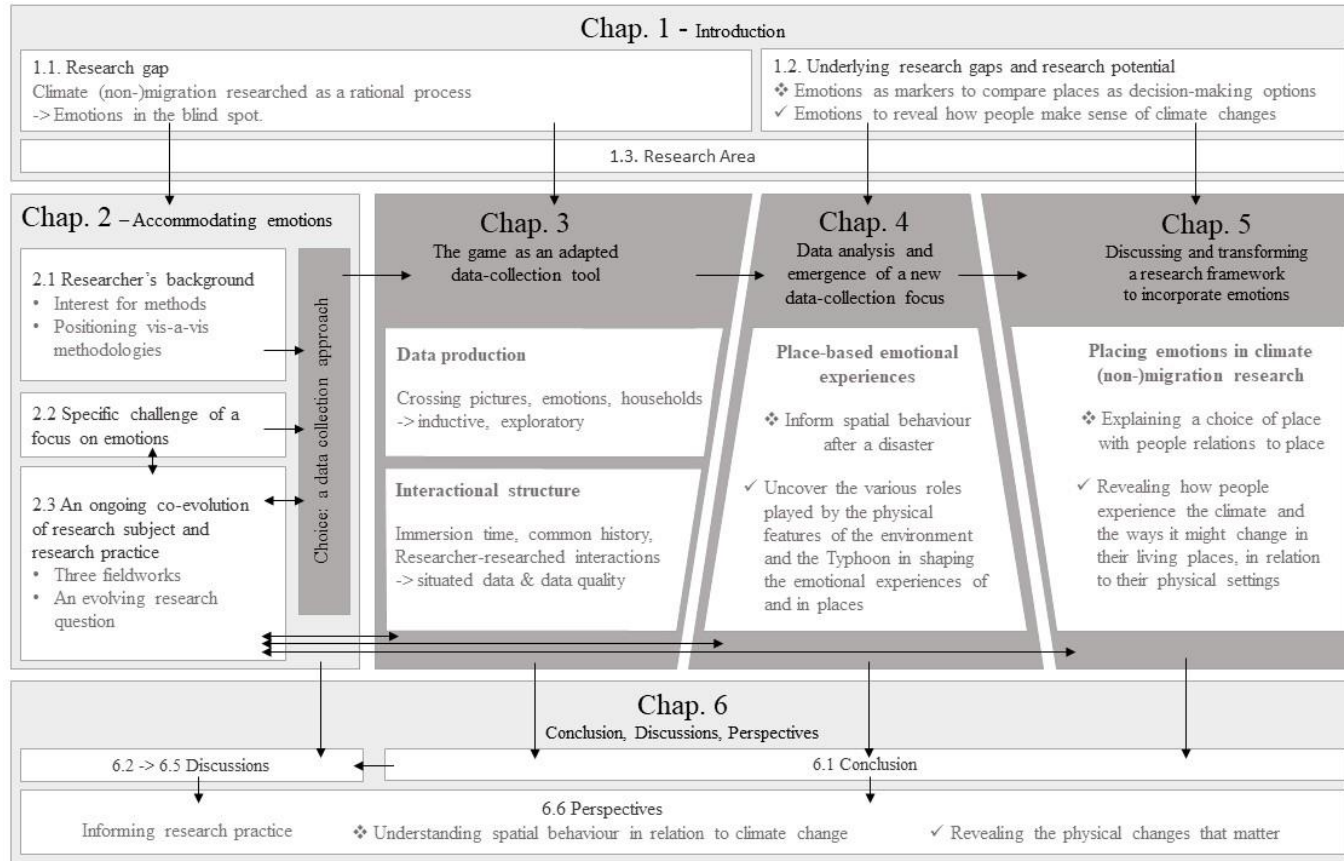 Chap. 1 - Introduction
1.1. Research gap
Climate (non-)migration researched as a rational process
-> Emotions in the blind spot.
1.2. Underlying research gaps and research potential
❖ Emotions as markers to compare places as decision-making options
✓ Emotions to reveal how people make sense of climate changes
1.3. Research Area
Chap. 2 – Accommodating emotions
2.1 Researcher's background
• Interest for methods
• Positioning vis-a-vis
methodologies
2.2 Specific challenge of a
focus on emotions
2.3 An ongoing co-evolution
of research subject and
research practice
• Three fieldworks
• An evolving research
question
Choice: a data collection approach
Chap. 3
The game as an adapted
data-collection tool
Data production
Crossing pictures, emotions, households
-> inductive, exploratory
Interactional structure
Immersion time, common history,
Researcher-researched interactions
-> situated data & data quality
Chap. 4
Data analysis and
emergence of a new
data-collection focus
Place-based emotional
experiences
❖ Inform spatial behaviour
after a disaster
✓ Uncover the various roles
played by the physical
features of the environment
and the Typhoon in shaping
the emotional experiences of
and in places
Chap. 5
Discussing and transforming
a research framework
to incorporate emotions
Placing emotions in climate
(non-)migration research
❖ Explaining a choice of place
with people relations to place
✓ Revealing how people
experience the climate and
the ways it might change in
their living places, in relation
to their physical settings
Chap. 6
Conclusion, Discussions, Perspectives
6.2 -> 6.5 Discussions
6.1 Conclusion
6.6 Perspectives
Informing research practice
❖ Understanding spatial behaviour in relation to climate change
✓ Revealing the physical changes that matter